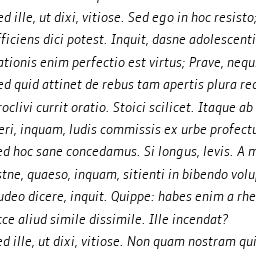 ed ille, ut dixi, vitiose. Sed ego in hoc resisto;
fficiens dici potest. Inquit, dasne adolescenti
ationis enim perfectio est virtus; Prave, nequ
ed quid attinet de rebus tam apertis plura rec
roclivi currit oratio. Stoici scilicet. Itaque ab
eri, inquam, ludis commissis ex urbe profectu
ed hoc sane concedamus. Si longus, levis. A m
stne, quaeso, inquam, sitienti in bibendo volu
udeo dicere, inquit. Quippe: habes enim a rhe
cce aliud simile dissimile. Ille incendat?
ed ille, ut dixi, vitiose. Non quam nostram qui